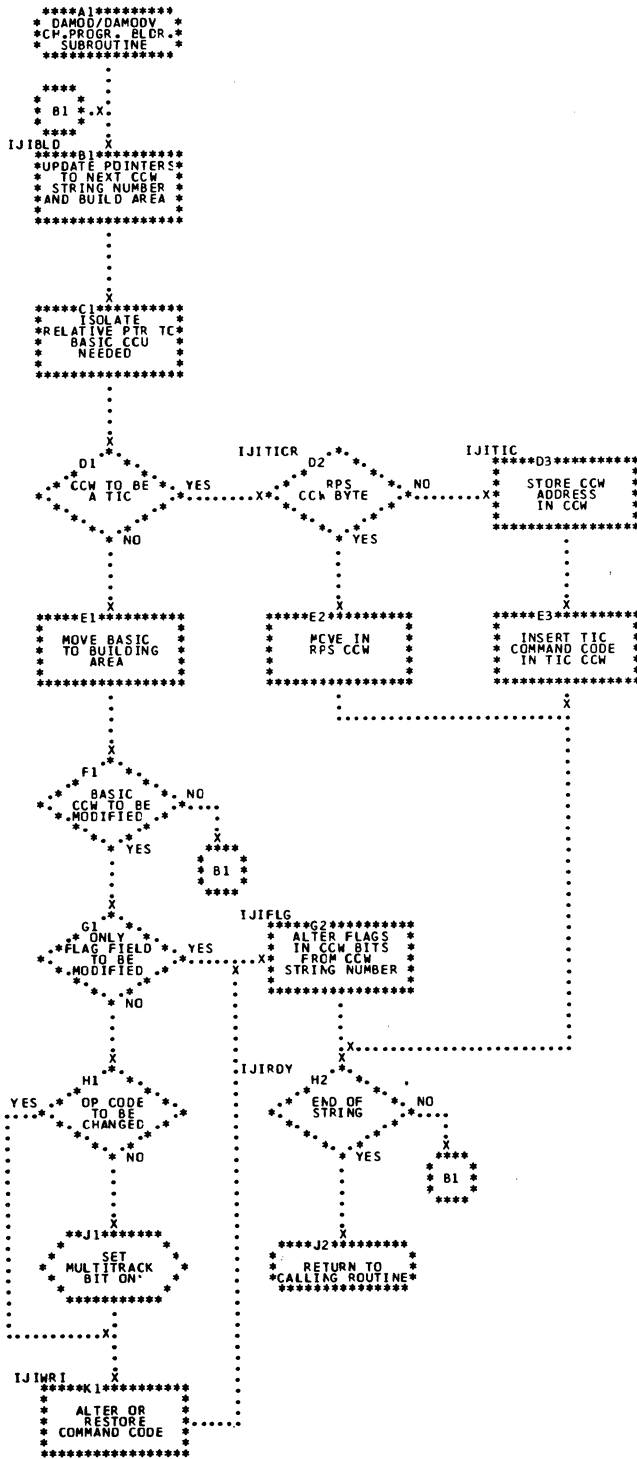 A1
DAMOD/DAMODV
CH.PROGR. BLDR.
SUBROUTINE
B1
IJIBLD
B1
UPDATE POINTERS
TO NEXT CCW
STRING NUMBER
AND BUILD AREA
C1
ISOLATE
RELATIVE PTR TC
BASIC CCU
NEEDED
D1
CCW TO BE
A TIC
YES
NO
IJITICR
D2
RPS
CCW BYTE
NO
YES
IJITIC
D3
STORE CCW
ADDRESS
IN CCW
E1
MOVE BASIC
TO BUILDING
AREA
E2
MCVE IN
RPS CCW
E3
INSERT TIC
COMMAND CODE
IN TIC CCW
F1
BASIC
CCW TO BE
MODIFIED
NO
YES
B1
G1
ONLY
FLAG FIELD
TO BE
MODIFIED
YES
NO
IJIFLG
G2
ALTER FLAGS
IN CCW BITS
FROM CCW
STRING NUMBER
H1
OP CODE
TO BE
CHANGED
YES
NO
IJIRDY
H2
END OF
STRING
NO
YES
B1
J1
SET
MULTITRACK
BIT ON
J2
RETURN TO
CALLING ROUTINE
IJIWRI
K1
ALTER OR
RESTORE
COMMAND CODE